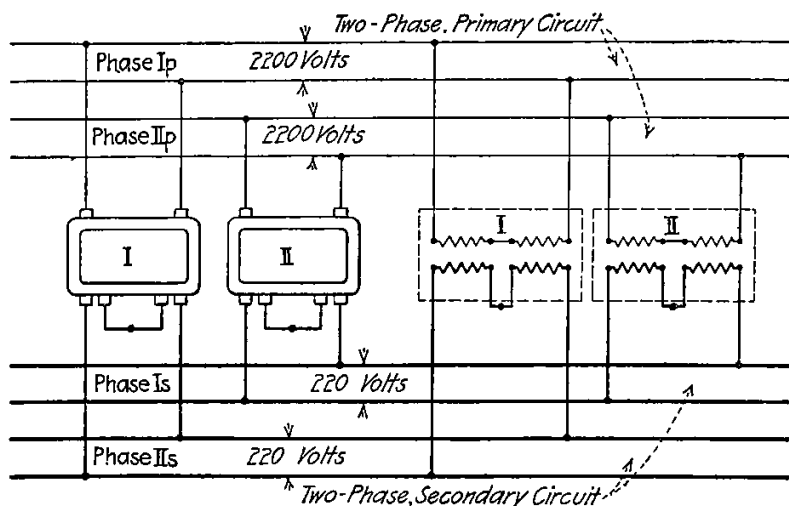 Two-Phase, Primary Circuit
Phase Ip 2200 Volts
Phase IIp 2200 Volts
I II I II
Phase Is 220 Volts
Phase IIs 220 Volts
Two-Phase, Secondary Circuit